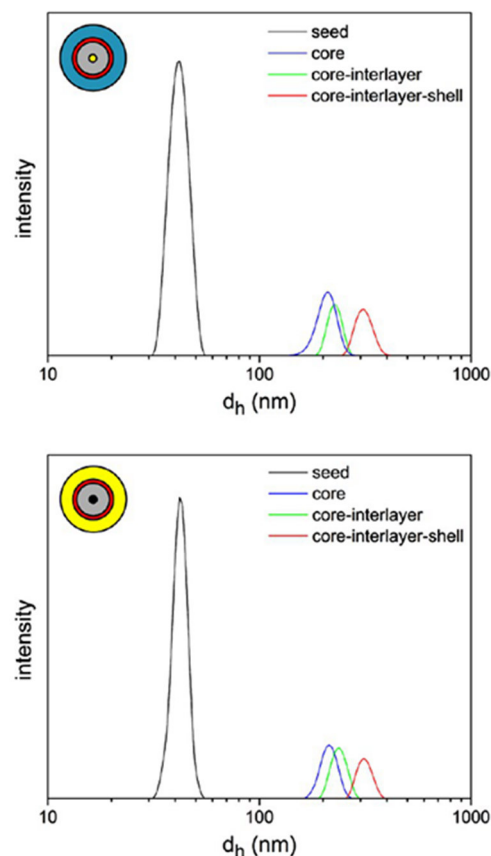 seed
core
core-interlayer
core-interlayer-shell
intensity
10
100
1000
dh (nm)
seed
core
core-interlayer
core-interlayer-shell
intensity
10
100
1000
dh (nm)